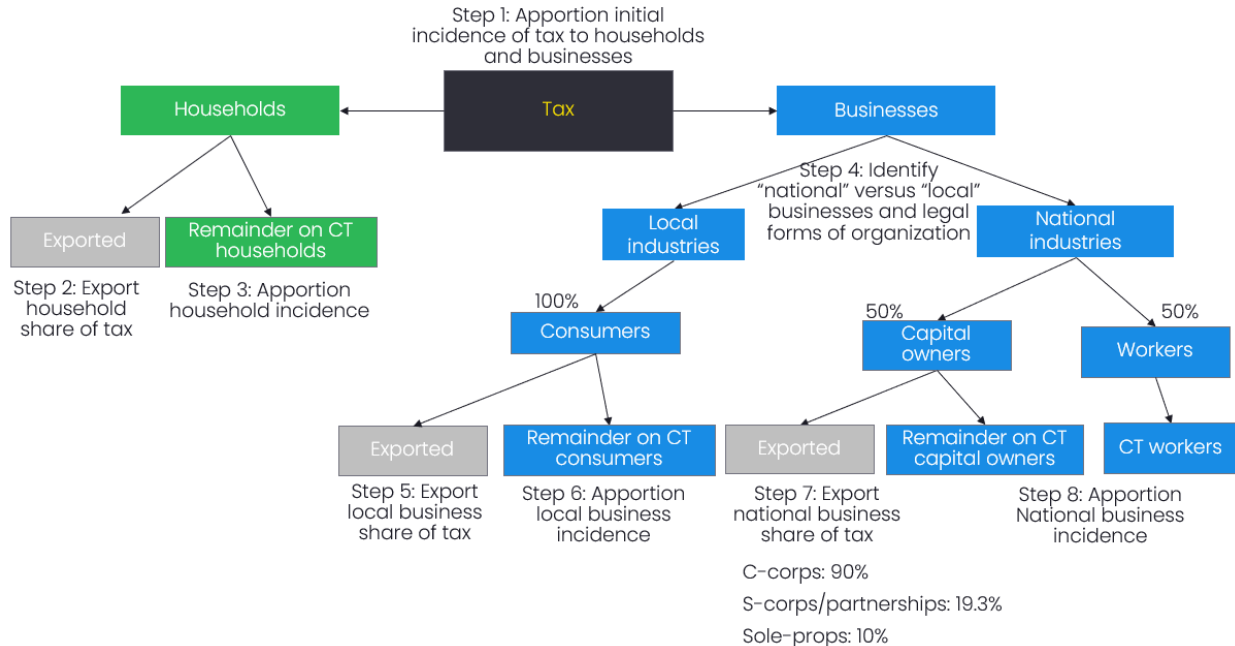 Step 1: Apportion initial
incidence of tax to households
and businesses
Households
Tax
Businesses
Step 4: Identify
“national” versus “local”
businesses and legal
forms of organization
Exported
Remainder on CT
households
Local
industries
National
industries
Step 2: Export
household
share of tax
Step 3: Apportion
household incidence
100%
Consumers
50%
Capital
owners
50%
Workers
Exported
Remainder on CT
consumers
Exported
Remainder on CT
capital owners
CT workers
Step 5: Export
local business
share of tax
Step 6: Apportion
local business
incidence
Step 7: Export
national business
share of tax
Step 8: Apportion
National business
incidence
C-corps: 90%
S-corps/partnerships: 19.3%
Sole-props: 10%